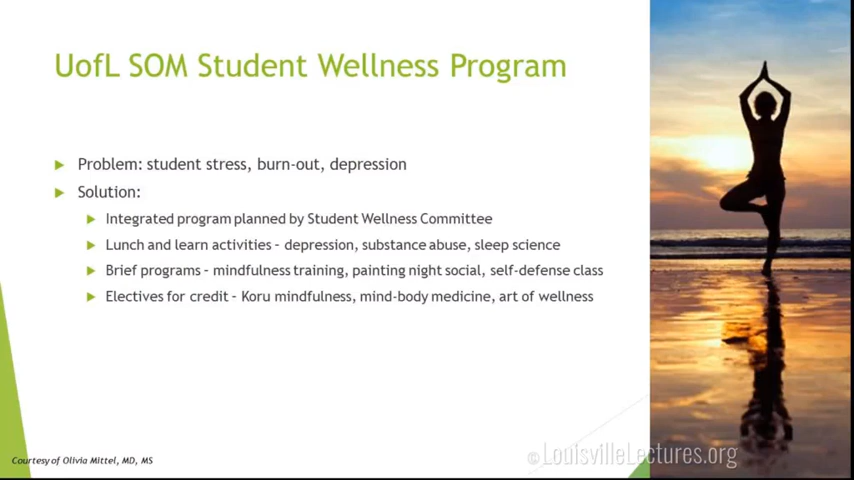 UofL SOM Student Wellness Program
Problem: student stress, burn-out, depression
Solution:
Integrated program planned by Student Wellness Committee
Lunch and learn activities – depression, substance abuse, sleep science
Brief programs – mindfulness training, painting night social, self-defense class
Electives for credit – Koru mindfulness, mind-body medicine, art of wellness
Courtesy of Olivia Mittel, MD, MS
©LouisvilleLectures.org